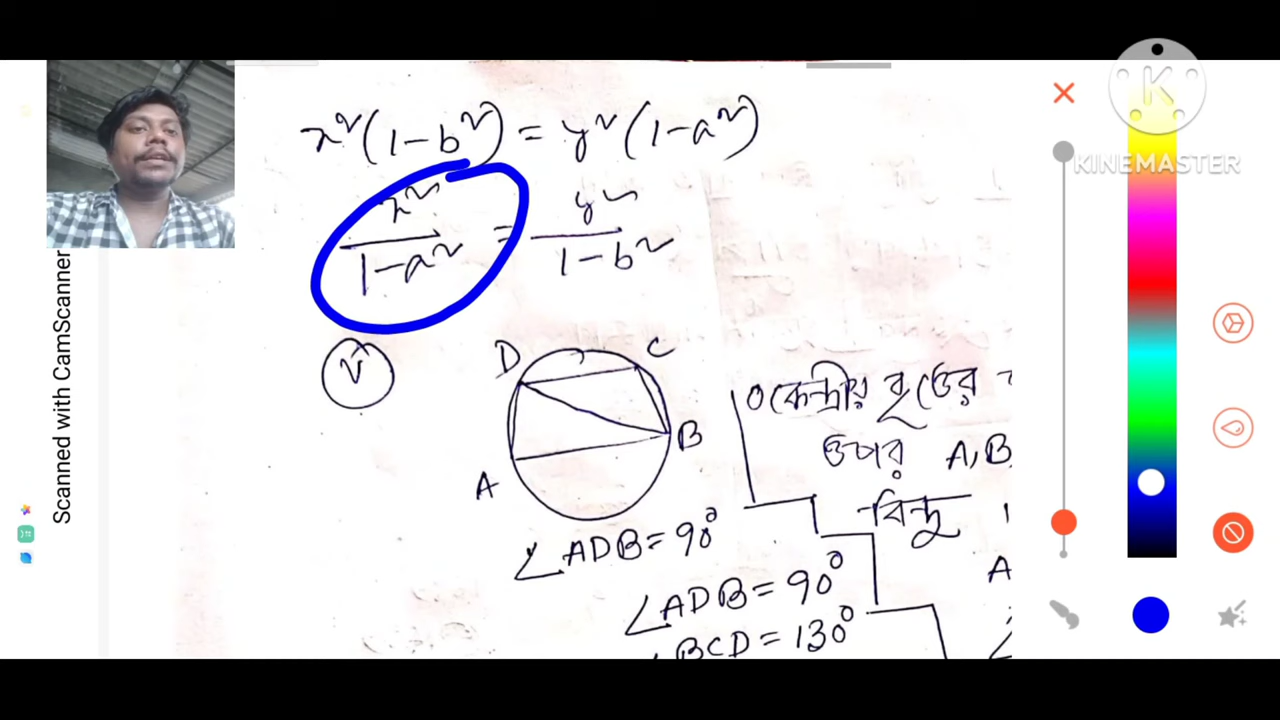 x²(1-b²) = y²(1-a²)
x²/1-a² = y²/1-b²
V
D C
B
A
O কেন্দ্রীয় বৃত্তের
উপর A, B
বিন্দু
A
∠ADB = 90°
∠ADB = 90°
∠BCD = 130°
Scanned with CamScanner
K
KINEMASTER